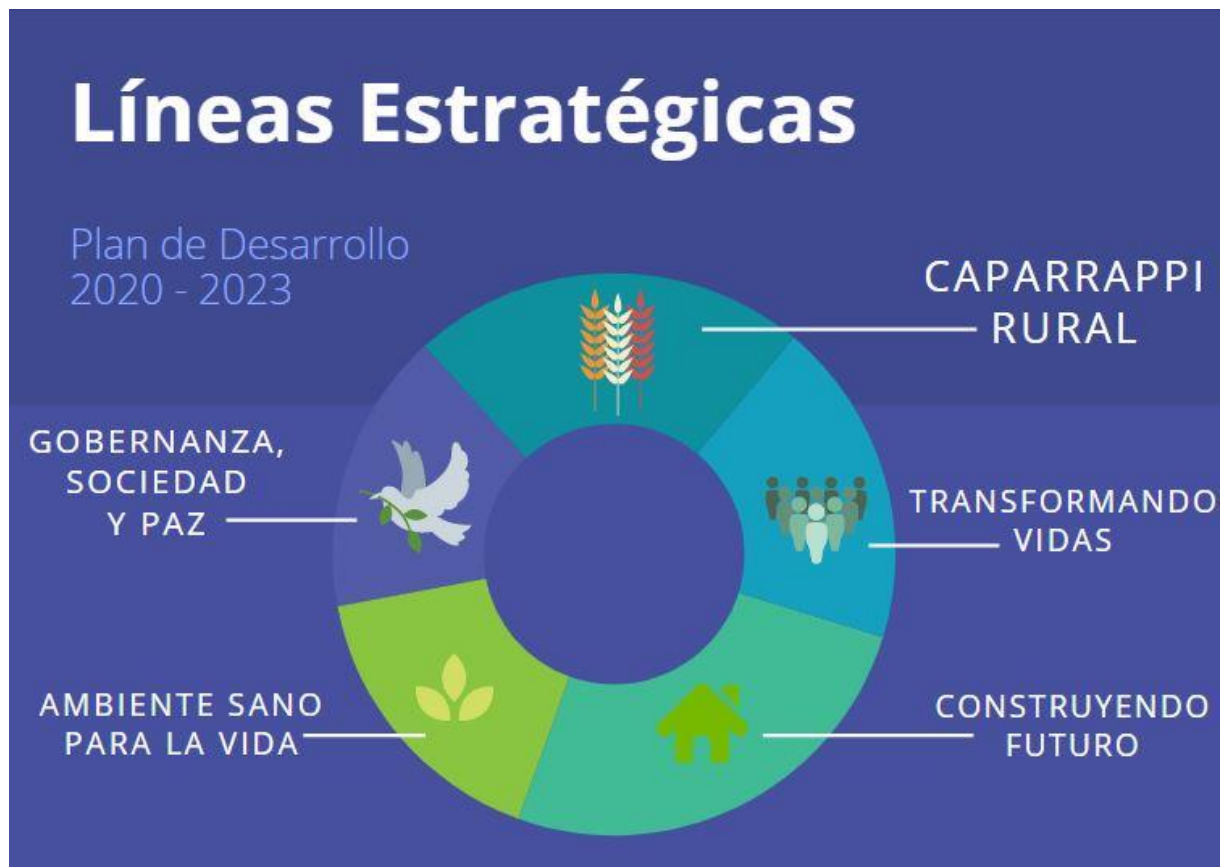 Líneas Estratégicas
Plan de Desarrollo
2020 - 2023
CAPARRAPPI
RURAL
GOBERNANZA,
SOCIEDAD
Y PAZ
TRANSFORMANDO
VIDAS
AMBIENTE SANO
PARA LA VIDA
CONSTRUYENDO
FUTURO